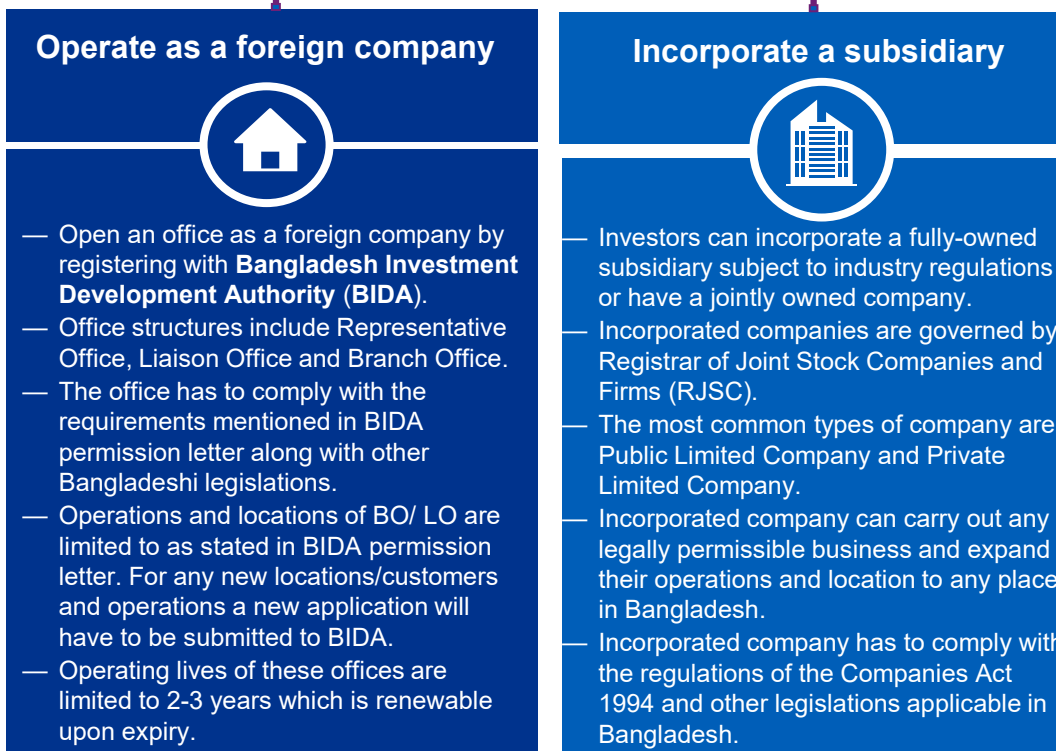 Operate as a foreign company
— Open an office as a foreign company by
registering with Bangladesh Investment
Development Authority (BIDA).
— Office structures include Representative
Office, Liaison Office and Branch Office.
— The office has to comply with the
requirements mentioned in BIDA
permission letter along with other
Bangladeshi legislations.
— Operations and locations of BO/ LO are
limited to as stated in BIDA permission
letter. For any new locations/customers
and operations a new application will
have to be submitted to BIDA.
— Operating lives of these offices are
limited to 2-3 years which is renewable
upon expiry.
Incorporate a subsidiary
— Investors can incorporate a fully-owned
subsidiary subject to industry regulations
or have a jointly owned company.
— Incorporated companies are governed by
Registrar of Joint Stock Companies and
Firms (RJSC).
— The most common types of company are
Public Limited Company and Private
Limited Company.
— Incorporated company can carry out any
legally permissible business and expand
their operations and location to any place
in Bangladesh.
— Incorporated company has to comply with
the regulations of the Companies Act
1994 and other legislations applicable in
Bangladesh.